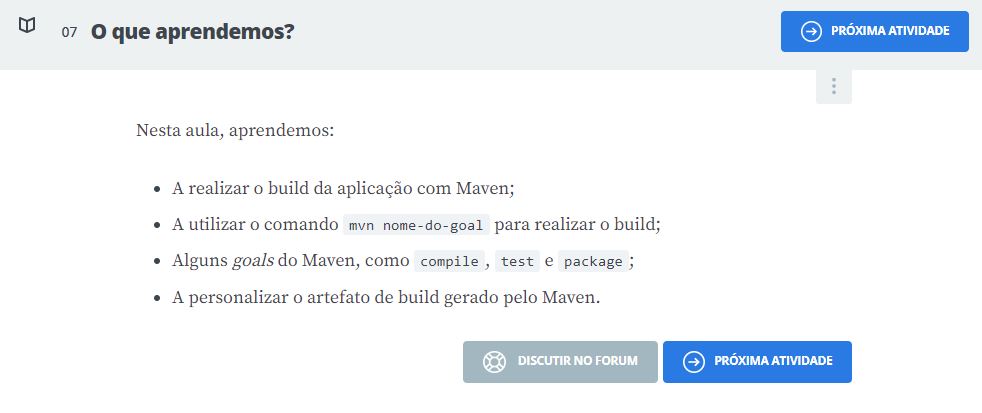 07 O que aprendemos?
PRÓXIMA ATIVIDADE
Nesta aula, aprendemos:
A realizar o build da aplicação com Maven;
A utilizar o comando mvn nome-do-goal para realizar o build;
Alguns goals do Maven, como compile, test e package;
A personalizar o artefato de build gerado pelo Maven.
DISCUTIR NO FORUM
PRÓXIMA ATIVIDADE